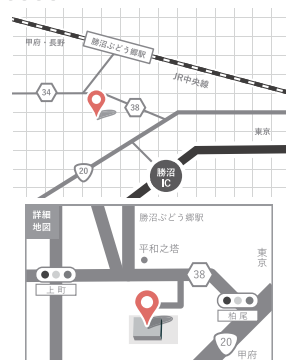 甲府・長野
勝沼ぶどう郷駅
JR中央線
34
38
東京
20
勝沼
IC
詳細
地図
勝沼ぶどう郷駅
平和之塔
東京
38
上町
柏尾
20
甲府